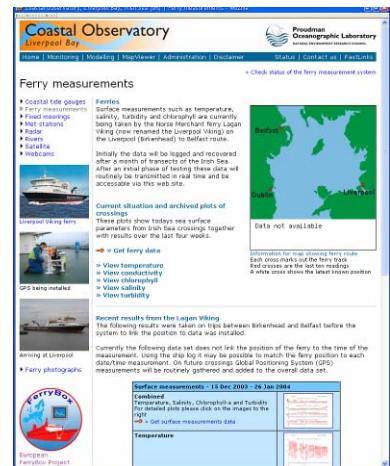 Coastal Observatory
Liverpool Bay
Proudman
Oceanographic Laboratory
NATURAL ENVIRONMENT RESEARCH COUNCIL
Home | Monitoring | Modelling | MapViewer | Administration | Disclaimer
Status | Contact us | FastLinks
» Check status of the ferry measurement system
Ferry measurements
Coastal tide gauges
Ferry measurements
Fixed moorings
Met stations
Radar
Rivers
Satellite
Webcams
Liverpool Viking ferry
GPS being installed
Arriving at Liverpool
Ferry photographs
FerryBox
European
FerryBox Project
Ferries
Surface measurements such as temperature,
salinity, turbidity and chlorophyll are currently
being taken by the Norse Merchant ferry Lagan
Viking (now renamed the Liverpool Viking) on
the Liverpool (Birkenhead) to Belfast route.
Initially the data will be logged and recovered
after a month of transects of the Irish Sea.
After an initial phase of testing these data will
routinely be transmitted in real time and be
accessable via this web site.
Current situation and archived plots of
crossings
These plots show todays sea surface
parameters from Irish Sea crossings together
with results over the last four weeks.
» Get ferry data
» View temperature
» View conductivity
» View chlorophyll
» View salinity
» View turbidity
Belfast
Dublin
Liverpool
Data not available
Information for map showing ferry route
Each cross marks out the ferry track
Red crosses are the last ten readings
A white cross shows the latest known position
Recent results from the Lagan Viking
The following results were taken on trips between Birkenhead and Belfast before the
system to link the position to data was installed.
Currently the following data set does not link the position of the ferry to the time of the
measurement. Using the ship log it may be possible to match the ferry position to each
date/time measurement. On future crossings Global Positioning System (GPS)
measurements will be routinely gathered and added to the overall data set.
Surface measurements - 15 Dec 2003 - 26 Jan 2004
Combined
Temperature, Salinity, Chlorophyll-a and Turbidity
For detailed plots please click on the images to the
right
» Get surface measurements data
Temperature